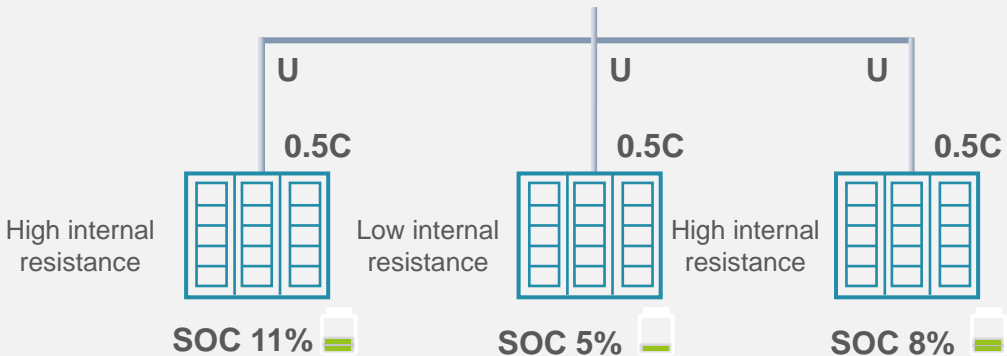 U U U
0.5C 0.5C 0.5C
High internal
resistance
Low internal
resistance
High internal
resistance
SOC 11% SOC 5% SOC 8%